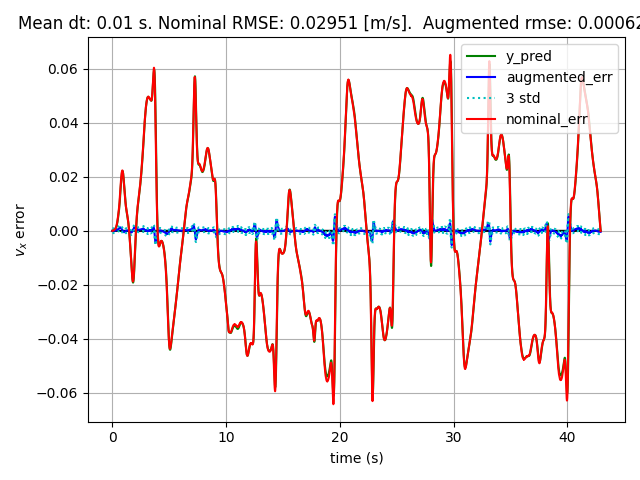 Mean dt: 0.01 s. Nominal RMSE: 0.02951 [m/s].  Augmented rmse: 0.00062
y_pred
augmented_err
3 std
nominal_err
0.06
0.04
0.02
0.00
−0.02
−0.04
−0.06
v_x error
0
10
20
30
40
time (s)